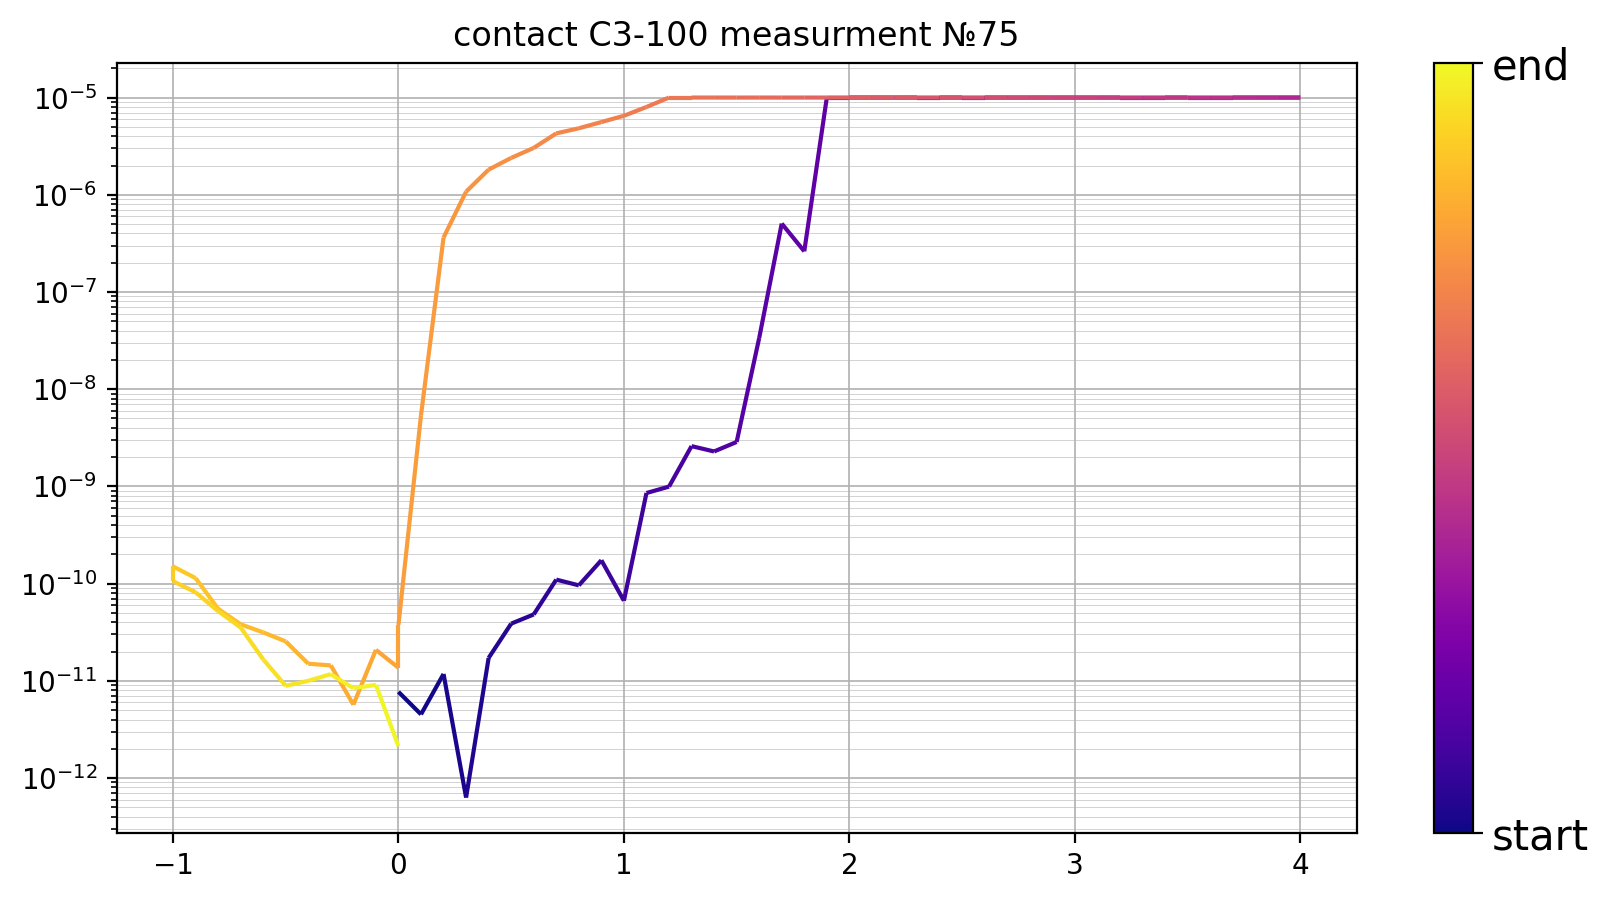 contact C3-100 measurment №75
10⁻⁵
10⁻⁶
10⁻⁷
10⁻⁸
10⁻⁹
10⁻¹⁰
10⁻¹¹
10⁻¹²
−1 0 1 2 3 4
end
start